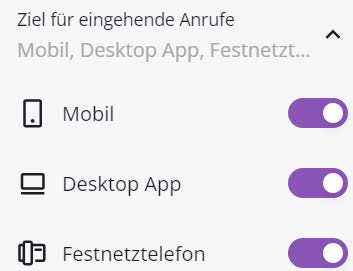 Ziel für eingehende Anrufe
Mobil, Desktop App, Festnetzt...
Mobil
Desktop App
Festnetztelefon